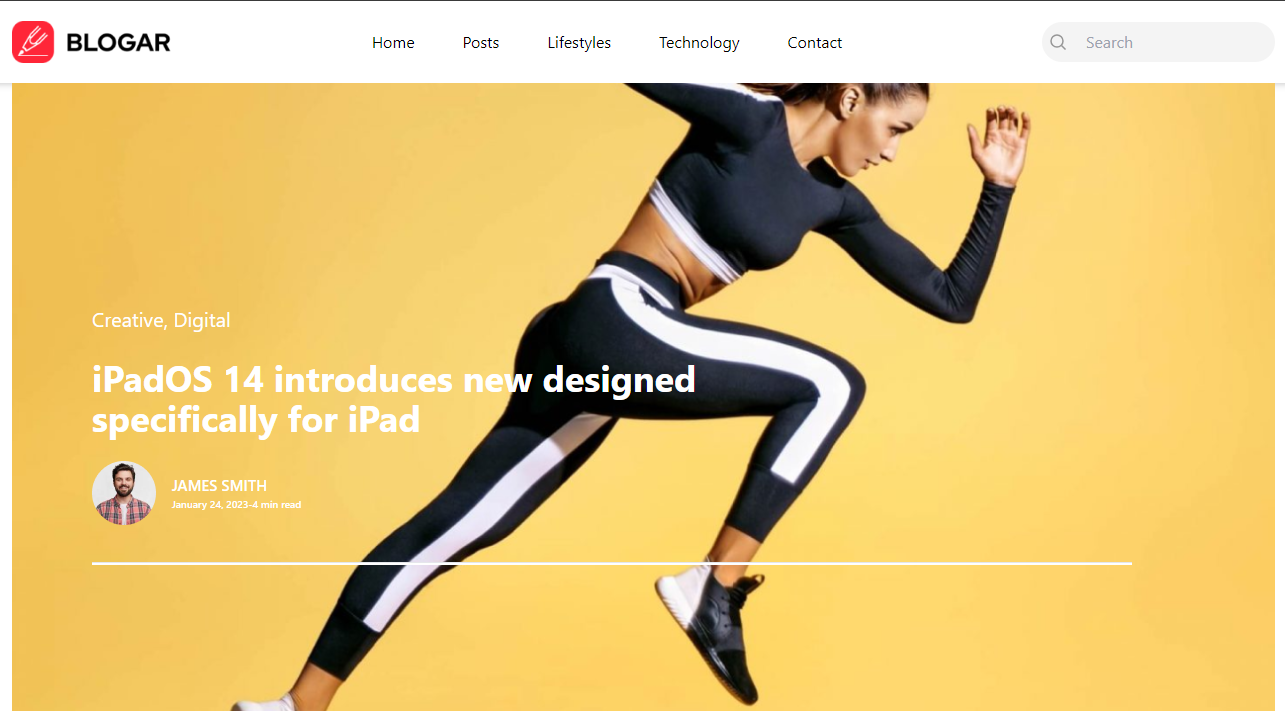 BLOGAR
Home
Posts
Lifestyles
Technology
Contact
Search
Creative, Digital
iPadOS 14 introduces new designed
specifically for iPad
JAMES SMITH
January 24, 2023-4 min read